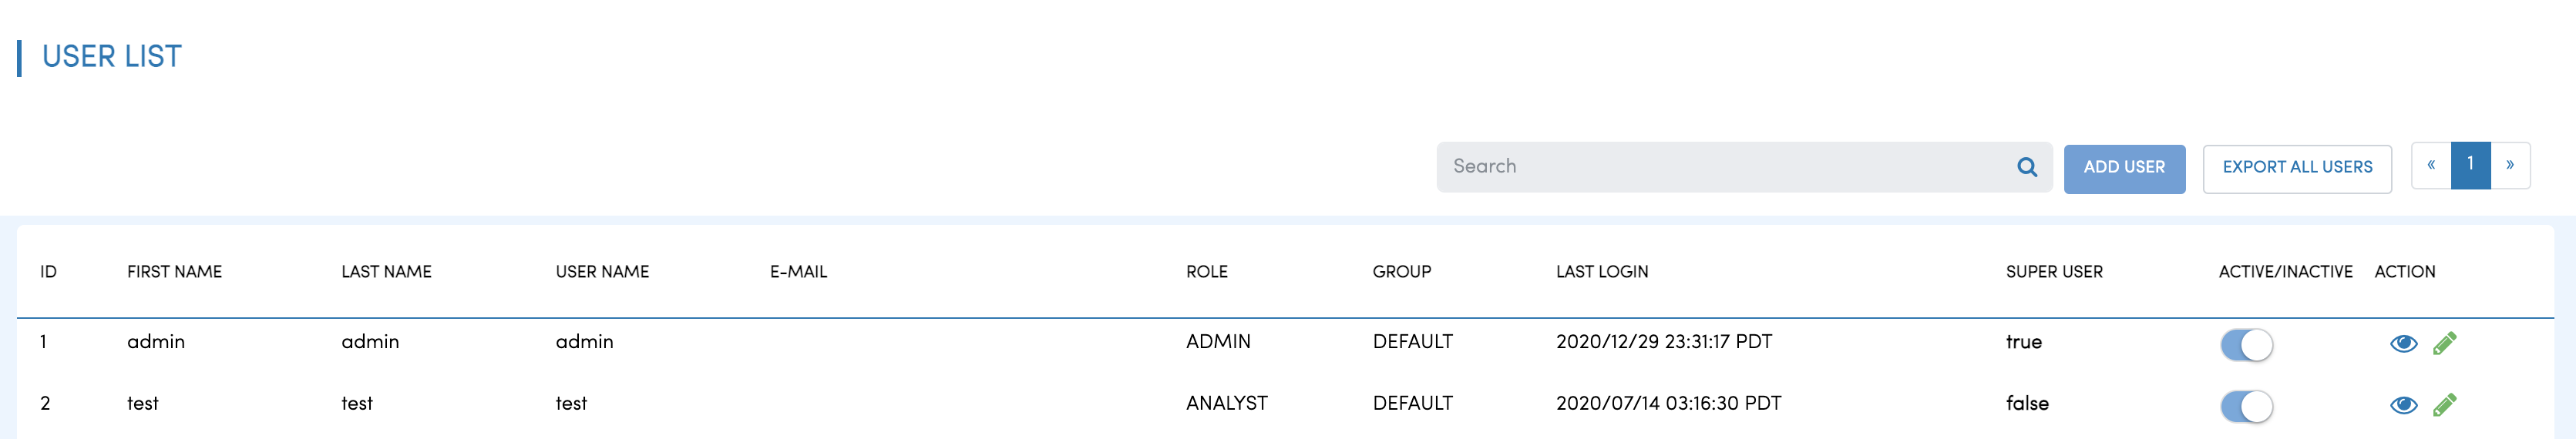 USER LIST
Search ADD USER EXPORT ALL USERS « 1 »
ID FIRST NAME LAST NAME USER NAME E-MAIL ROLE GROUP LAST LOGIN SUPER USER ACTIVE/INACTIVE ACTION
1 admin admin admin ADMIN DEFAULT 2020/12/29 23:31:17 PDT true
2 test test test ANALYST DEFAULT 2020/07/14 03:16:30 PDT false